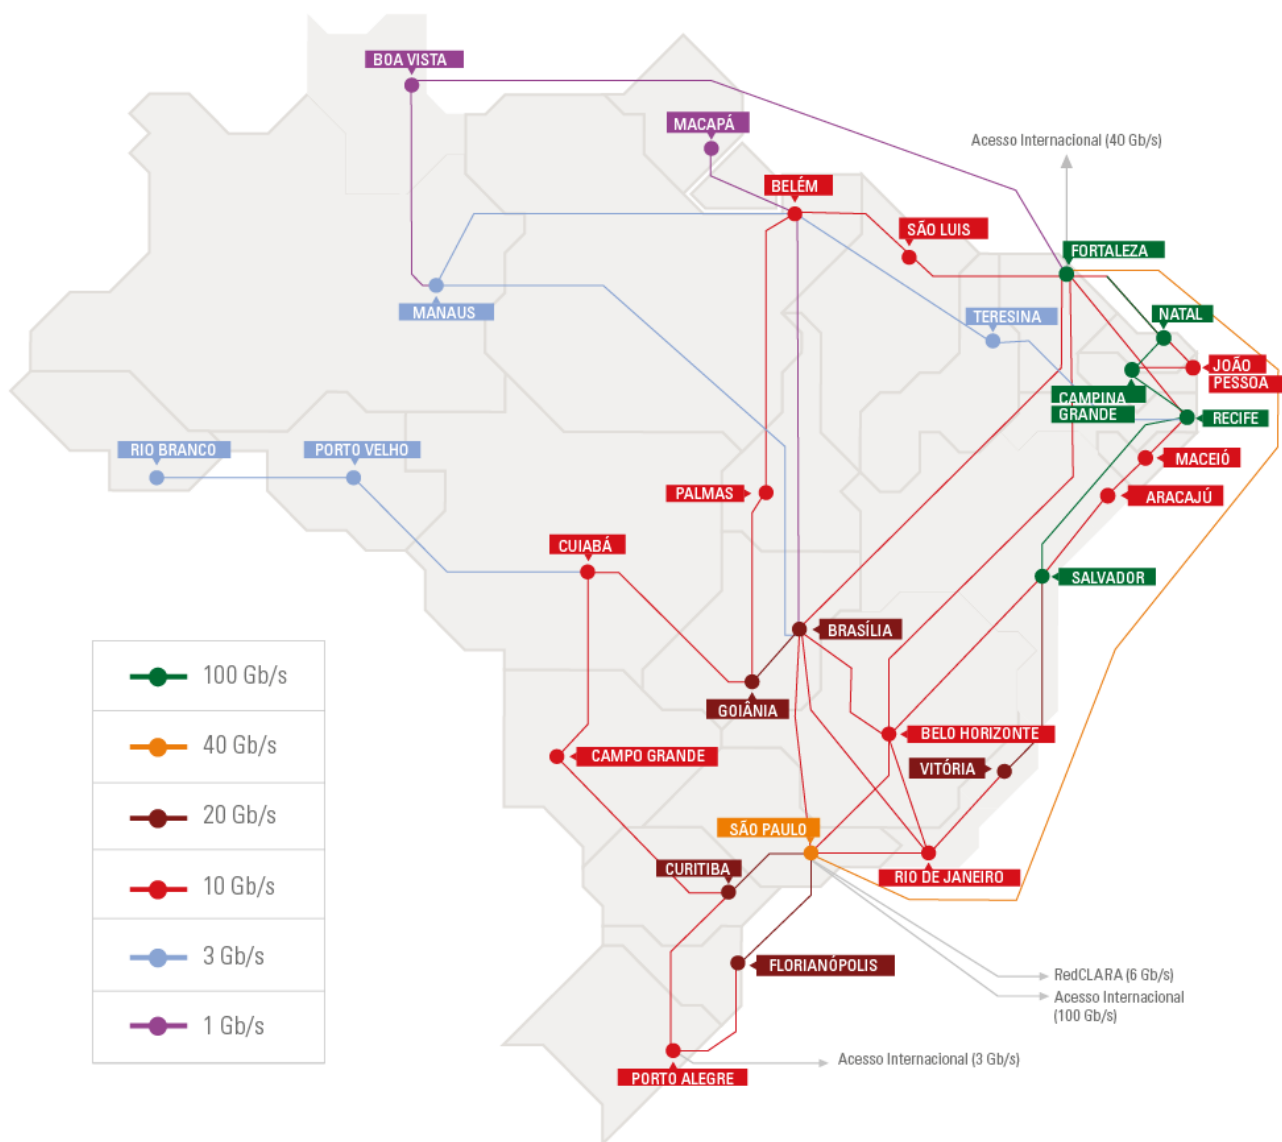 BOA VISTA
MACAPÁ
Acesso Internacional (40 Gb/s)
BELÉM
SÃO LUIS
FORTALEZA
MANAUS
TERESINA
NATAL
JOÃO
PESSOA
CAMPINA
GRANDE
RECIFE
RIO BRANCO
PORTO VELHO
MACEIÓ
PALMAS
ARACAJÚ
CUIABÁ
SALVADOR
BRASÍLIA
GOIÂNIA
BELO HORIZONTE
CAMPO GRANDE
VITÓRIA
SÃO PAULO
CURITIBA
RIO DE JANEIRO
FLORIANÓPOLIS
RedCLARA (6 Gb/s)
Acesso Internacional
(100 Gb/s)
Acesso Internacional (3 Gb/s)
PORTO ALEGRE
100 Gb/s
40 Gb/s
20 Gb/s
10 Gb/s
3 Gb/s
1 Gb/s